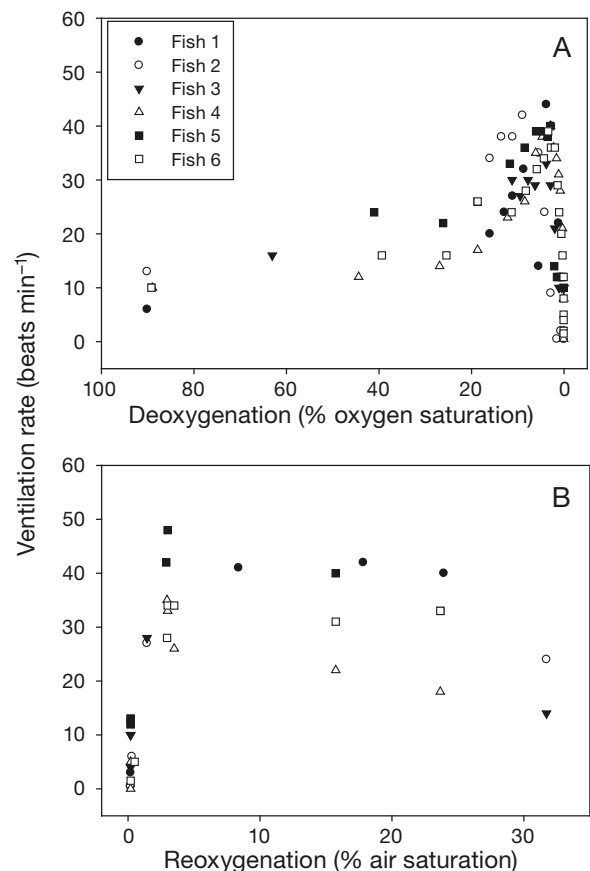 60
50
40
30
20
10
0
A
Fish 1
Fish 2
Fish 3
Fish 4
Fish 5
Fish 6
100 80 60 40 20 0
Deoxygenation (% oxygen saturation)
Ventilation rate (beats min⁻¹)
60
50
40
30
20
10
0
B
0 10 20 30
Reoxygenation (% air saturation)